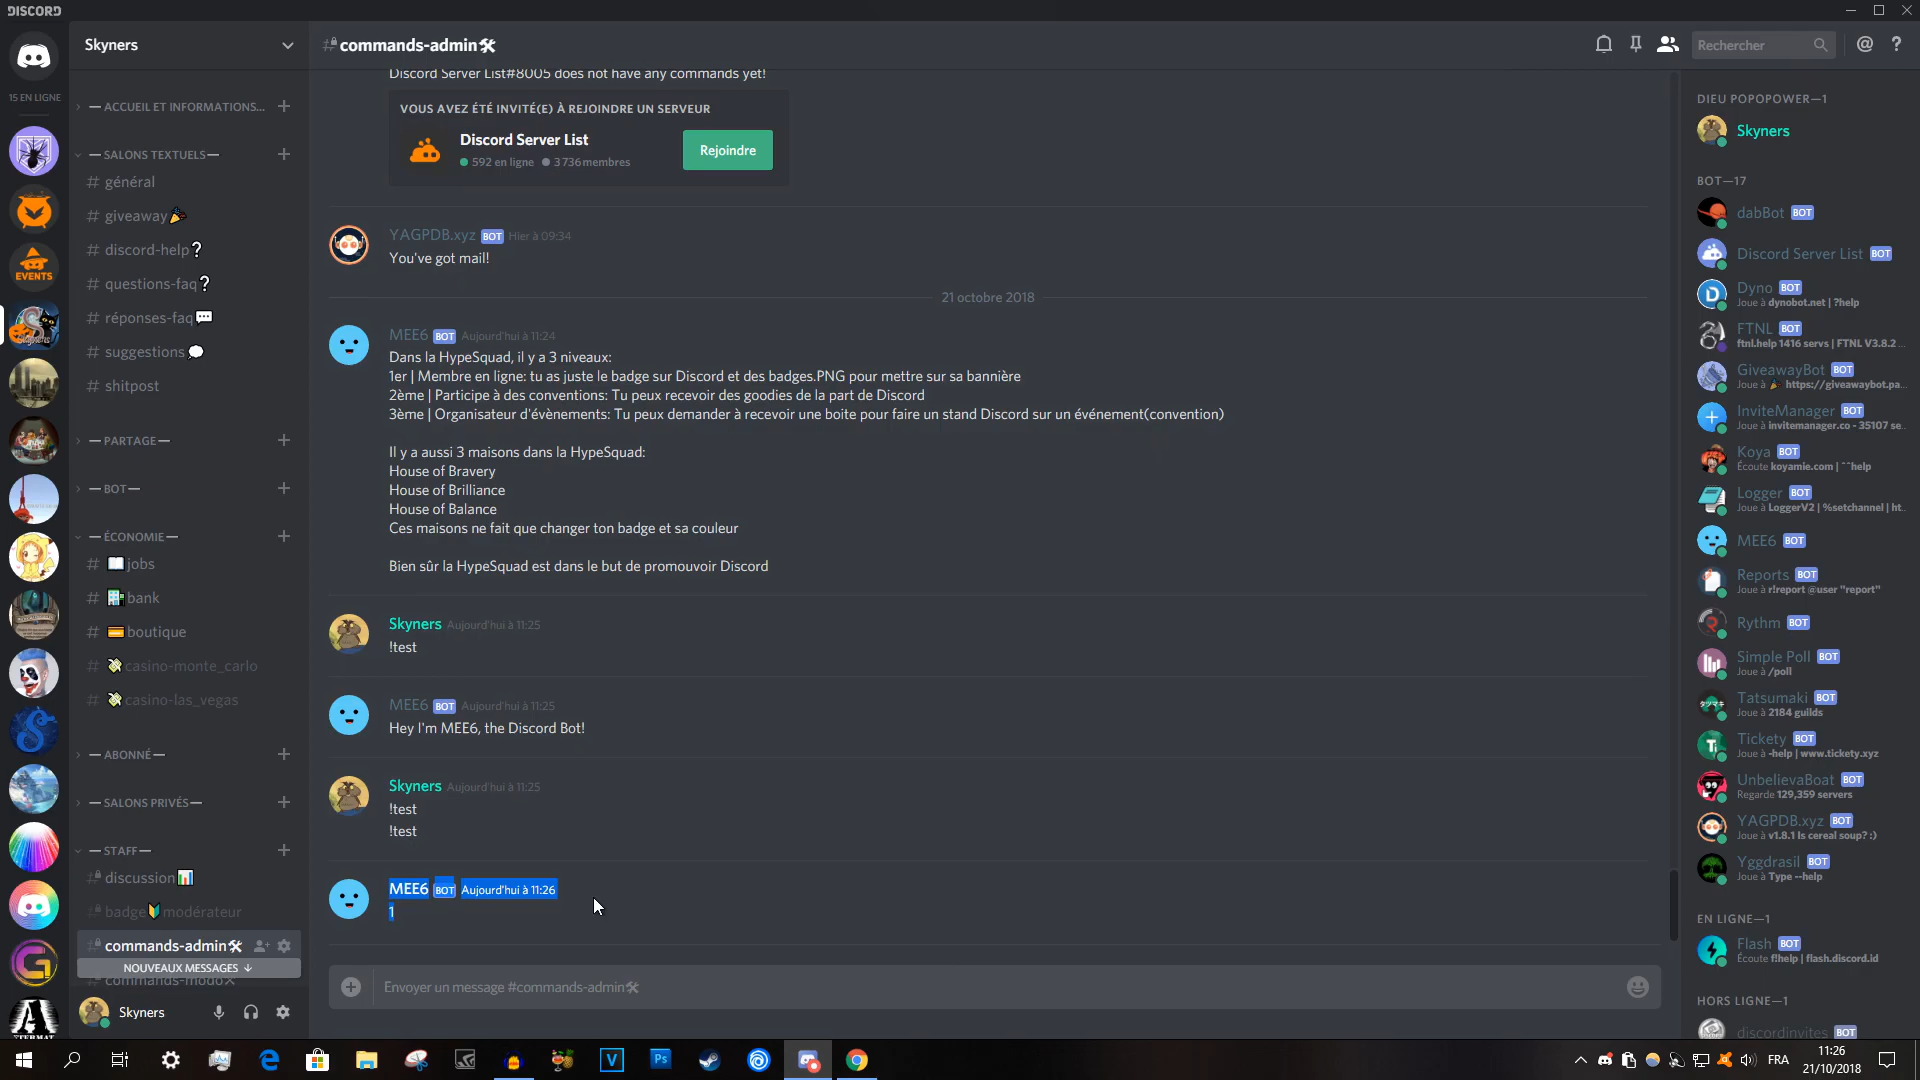 DISCORD
Skyners
15 EN LIGNE
EVENTS
— ACCUEIL ET INFORMATIONS...
— SALONS TEXTUELS—
# général
# giveaway🎉
# discord-help❓
# questions-faq❓
# réponses-faq💬
# suggestions💭
# shitpost
— PARTAGE—
— BOT—
— ÉCONOMIE—
# 📖jobs
# 🏦bank
# 💳boutique
# 💸casino-monte_carlo
# 💸casino-las_vegas
— ABONNÉ—
— SALONS PRIVÉS—
— STAFF—
discussion📊
badge🔰modérateur
commands-admin🛠
NOUVEAUX MESSAGES ↓
Skyners
commands-admin🛠
Rechercher
Discord Server List#8005 does not have any commands yet!
VOUS AVEZ ÉTÉ INVITÉ(E) À REJOINDRE UN SERVEUR
Discord Server List
592 en ligne 3 736 membres
Rejoindre
YAGPDB.xyz BOT Hier à 09:34
You've got mail!
21 octobre 2018
MEE6 BOT Aujourd'hui à 11:24
Dans la HypeSquad, il y a 3 niveaux:
1er | Membre en ligne: tu as juste le badge sur Discord et des badges.PNG pour mettre sur sa bannière
2ème | Participe à des conventions: Tu peux recevoir des goodies de la part de Discord
3ème | Organisateur d'évènements: Tu peux demander à recevoir une boite pour faire un stand Discord sur un événement(convention)
Il y a aussi 3 maisons dans la HypeSquad:
House of Bravery
House of Brilliance
House of Balance
Ces maisons ne fait que changer ton badge et sa couleur
Bien sûr la HypeSquad est dans le but de promouvoir Discord
Skyners Aujourd'hui à 11:25
!test
MEE6 BOT Aujourd'hui à 11:25
Hey I'm MEE6, the Discord Bot!
Skyners Aujourd'hui à 11:25
!test
!test
MEE6 BOT Aujourd'hui à 11:26
1
Envoyer un message #commands-admin🛠
DIEU POPOPOWER—1
Skyners
BOT—17
dabBot BOT
Discord Server List BOT
Dyno BOT
Joue à dynobot.net | ?help
FTNL BOT
ftnl.help 1416 servs | FTNL V3.8.2 ...
GiveawayBot BOT
Joue à 🎉 https://giveawaybot.pa...
InviteManager BOT
Joue à invitemanager.co - 35107 se...
Koya BOT
Écoute koyamie.com | ^^help
Logger BOT
Joue à LoggerV2 | %setchannel | ht...
MEE6 BOT
Reports BOT
Joue à r!report @user "report"
Rythm BOT
Simple Poll BOT
Joue à /poll
Tatsumaki BOT
Joue à 2184 guilds
Tickety BOT
Joue à -help | www.tickety.xyz
UnbelievaBoat BOT
Regarde 129,359 servers
YAGPDB.xyz BOT
Joue à v1.8.1 Is cereal soup? :)
Yggdrasil BOT
Joue à Type --help
EN LIGNE—1
Flash BOT
Écoute f!help | flash.discord.id
HORS LIGNE—1
discordinvites BOT
FRA
11:26
21/10/2018